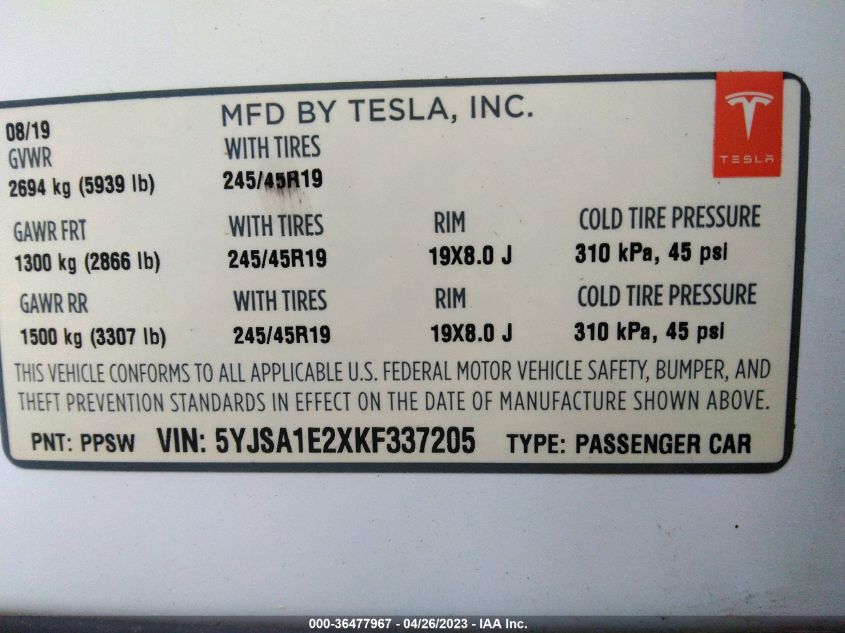 MFD BY TESLA, INC.
TESLA
08/19
GVWR WITH TIRES
2694 kg (5939 lb) 245/45R19
GAWR FRT WITH TIRES RIM COLD TIRE PRESSURE
1300 kg (2866 lb) 245/45R19 19X8.0 J 310 kPa, 45 psi
GAWR RR WITH TIRES RIM COLD TIRE PRESSURE
1500 kg (3307 lb) 245/45R19 19X8.0 J 310 kPa, 45 psi
THIS VEHICLE CONFORMS TO ALL APPLICABLE U.S. FEDERAL MOTOR VEHICLE SAFETY, BUMPER, AND
THEFT PREVENTION STANDARDS IN EFFECT ON THE DATE OF MANUFACTURE SHOWN ABOVE.
PNT: PPSW VIN: 5YJSA1E2XKF337205 TYPE: PASSENGER CAR
000-36477967 - 04/26/2023 - IAA Inc.